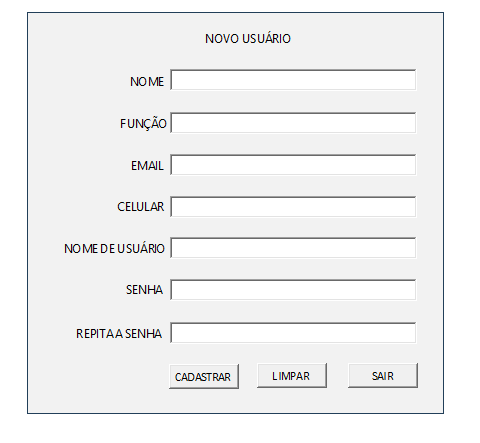 NOVO USUÁRIO
NOME
FUNÇÃO
EMAIL
CELULAR
NOME DE USUÁRIO
SENHA
REPITA A SENHA
CADASTRAR LIMPAR SAIR